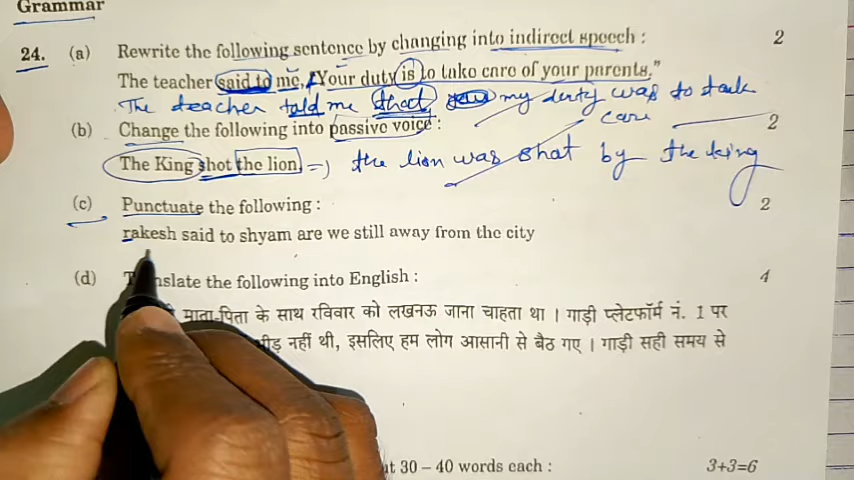 Grammar
24. (a) Rewrite the following sentence by changing into indirect speech : 2
The teacher said to me, "Your duty is to take care of your parents."
The teacher told me that my duty was to
care
(b) Change the following into passive voice : 2
The King shot the lion. => the lion was shot by the king
(c) Punctuate the following : 2
rakesh said to shyam are we still away from the city
(d) Translate the following into English : 4
माता-पिता के साथ रविवार को लखनऊ जाना चाहता था । गाड़ी प्लेटफॉर्म नं. 1 पर
नहीं थी, इसलिए हम लोग आसानी से बैठ गए । गाड़ी सही समय से
30 – 40 words each : 3+3=6